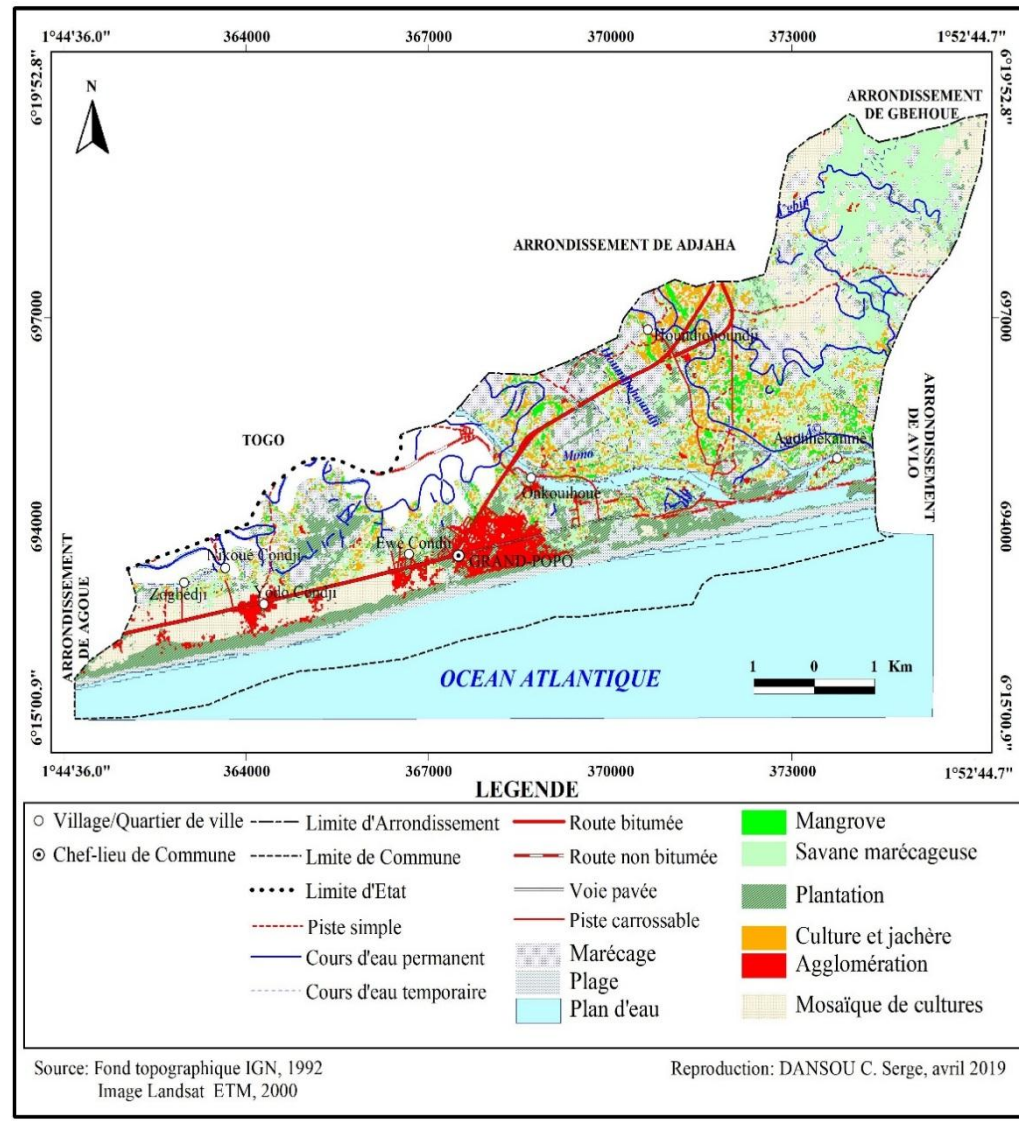 1°44'36.0" 364000 367000 370000 373000 1°52'44.7"
6°19'52.8" 6°19'52.8"
N
ARRONDISSEMENT
DE GBEHOUE
ARRONDISSEMENT DE ADJAHA
697000 697000
Houndjohoundji
Houndjohoundji
TOGO
ARRONDISSEMENT
DE AVLO
Mono
Onkouihoue
694000 694000
Ewe Condji
Nikoué Condji
GRAND-POPO
Zogbédji
Yodo Condji
ARRONDISSEMENT
DE AGOUE
OCEAN ATLANTIQUE
1 0 1 Km
6°15'00.9" 6°15'00.9"
1°44'36.0" 364000 367000 370000 373000 1°52'44.7"
LEGENDE
Village/Quartier de ville
Chef-lieu de Commune
Limite d'Arrondissement
Lmite de Commune
Limite d'Etat
Piste simple
Cours d'eau permanent
Cours d'eau temporaire
Route bitumée
Route non bitumée
Voie pavée
Piste carrossable
Marécage
Plage
Plan d'eau
Mangrove
Savane marécageuse
Plantation
Culture et jachère
Agglomération
Mosaïque de cultures
Source: Fond topographique IGN, 1992
Image Landsat ETM, 2000
Reproduction: DANSOU C. Serge, avril 2019